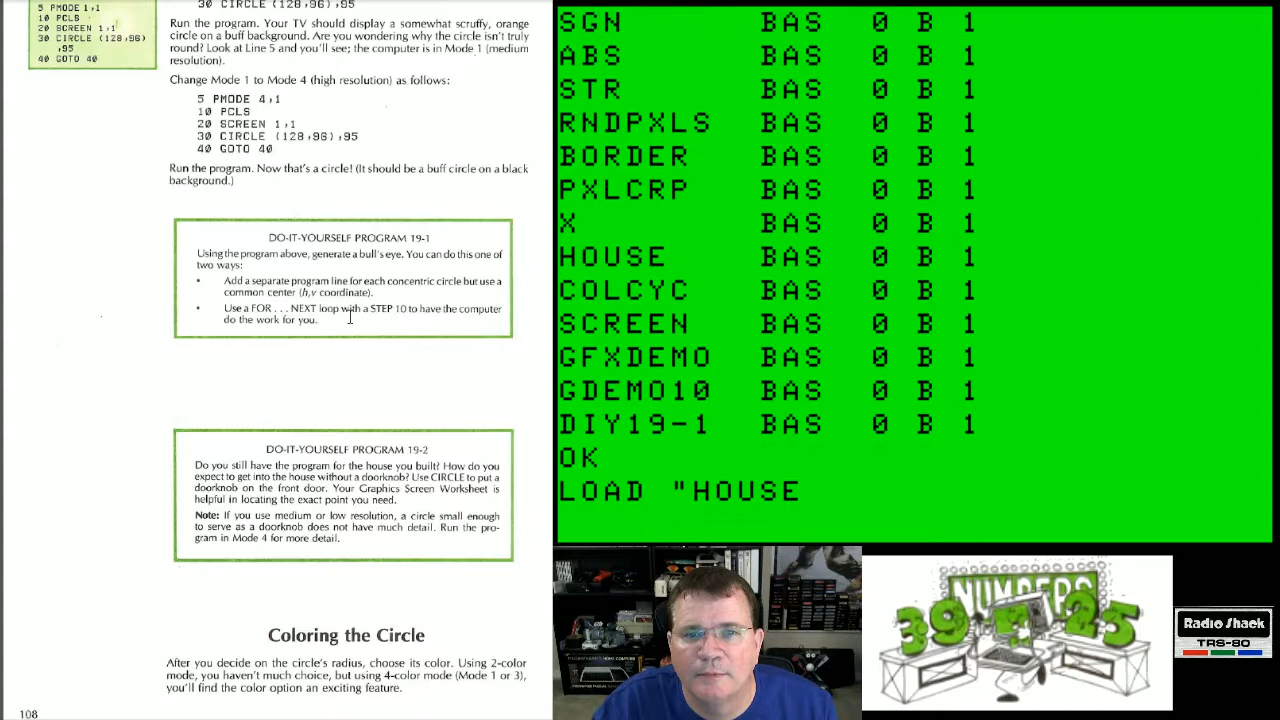 5 PMODE 1,1
10 PCLS
20 SCREEN 1,1
30 CIRCLE (128,96)
,95
40 GOTO 40
30 CIRCLE (128,96),95
Run the program. Your TV should display a somewhat scruffy, orange
circle on a buff background. Are you wondering why the circle isn't truly
round? Look at Line 5 and you'll see; the computer is in Mode 1 (medium
resolution).
Change Mode 1 to Mode 4 (high resolution) as follows:
5 PMODE 4,1
10 PCLS
20 SCREEN 1,1
30 CIRCLE (128,96),95
40 GOTO 40
Run the program. Now that's a circle! (It should be a buff circle on a black
background.)
DO-IT-YOURSELF PROGRAM 19-1
Using the program above, generate a bull's eye. You can do this one of
two ways:
• Add a separate program line for each concentric circle but use a
common center (h,v coordinate).
• Use a FOR . . . NEXT loop with a STEP 10 to have the computer
do the work for you.
DO-IT-YOURSELF PROGRAM 19-2
Do you still have the program for the house you built? How do you
expect to get into the house without a doorknob? Use CIRCLE to put a
doorknob on the front door. Your Graphics Screen Worksheet is
helpful in locating the exact point you need.
Note: If you use medium or low resolution, a circle small enough
to serve as a doorknob does not have much detail. Run the pro-
gram in Mode 4 for more detail.
Coloring the Circle
After you decide on the circle's size, choose its color. Using 2-color
mode, you haven't much choice, but using 4-color mode (Mode 1 or 3),
you'll find the color option an exciting feature.
108
SGN BAS 0 B 1
ABS BAS 0 B 1
STR BAS 0 B 1
RNDPXLS BAS 0 B 1
BORDER BAS 0 B 1
PXLCRP BAS 0 B 1
X BAS 0 B 1
HOUSE BAS 0 B 1
COLCYC BAS 0 B 1
SCREEN BAS 0 B 1
GFXDEMO BAS 0 B 1
GDEMO10 BAS 0 B 1
DIY19-1 BAS 0 B 1
OK
LOAD "HOUSE
NUMBERS
39 25
Radio Shack
TRS-80